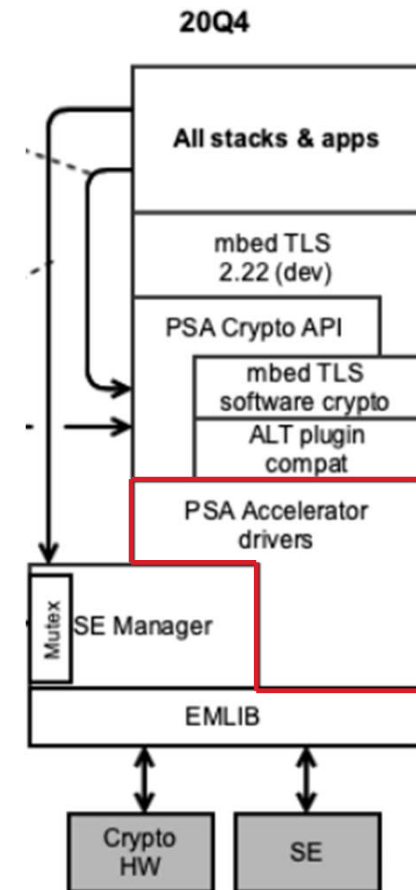 20Q4
All stacks & apps
mbed TLS
2.22 (dev)
PSA Crypto API
mbed TLS
software crypto
ALT plugin
compat
PSA Accelerator
drivers
Mutex
SE Manager
EMLIB
Crypto
HW
SE